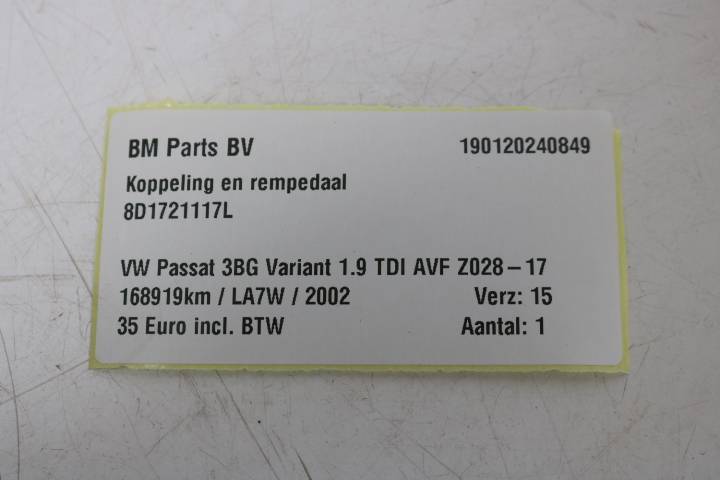 BM Parts BV 190120240849
Koppeling en rempedaal
8D1721117L
VW Passat 3BG Variant 1.9 TDI AVF Z028-17
168919km / LA7W / 2002 Verz: 15
35 Euro incl. BTW Aantal: 1